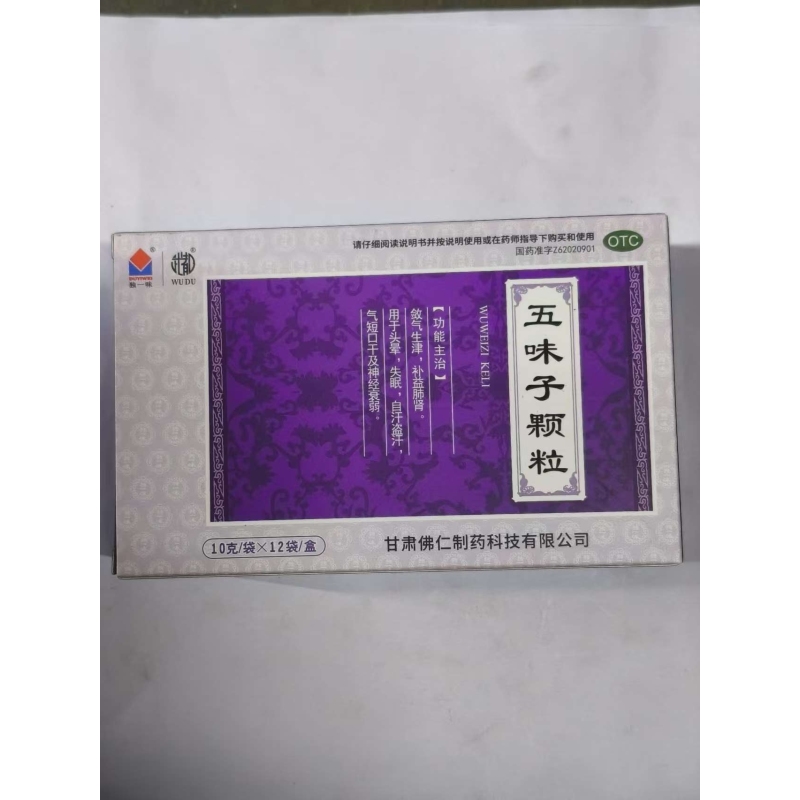 请仔细阅读说明书并按说明使用或在药师指导下购买和使用
OTC
国药准字Z62020901
独一味
WUDU
五味子颗粒
WUWEIZI KELI
【功能主治】
敛气生津，补益肺肾。
用于头晕，失眠，自汗盗汗，
气短口干及神经衰弱。
10克/袋×12袋/盒
甘肃佛仁制药科技有限公司